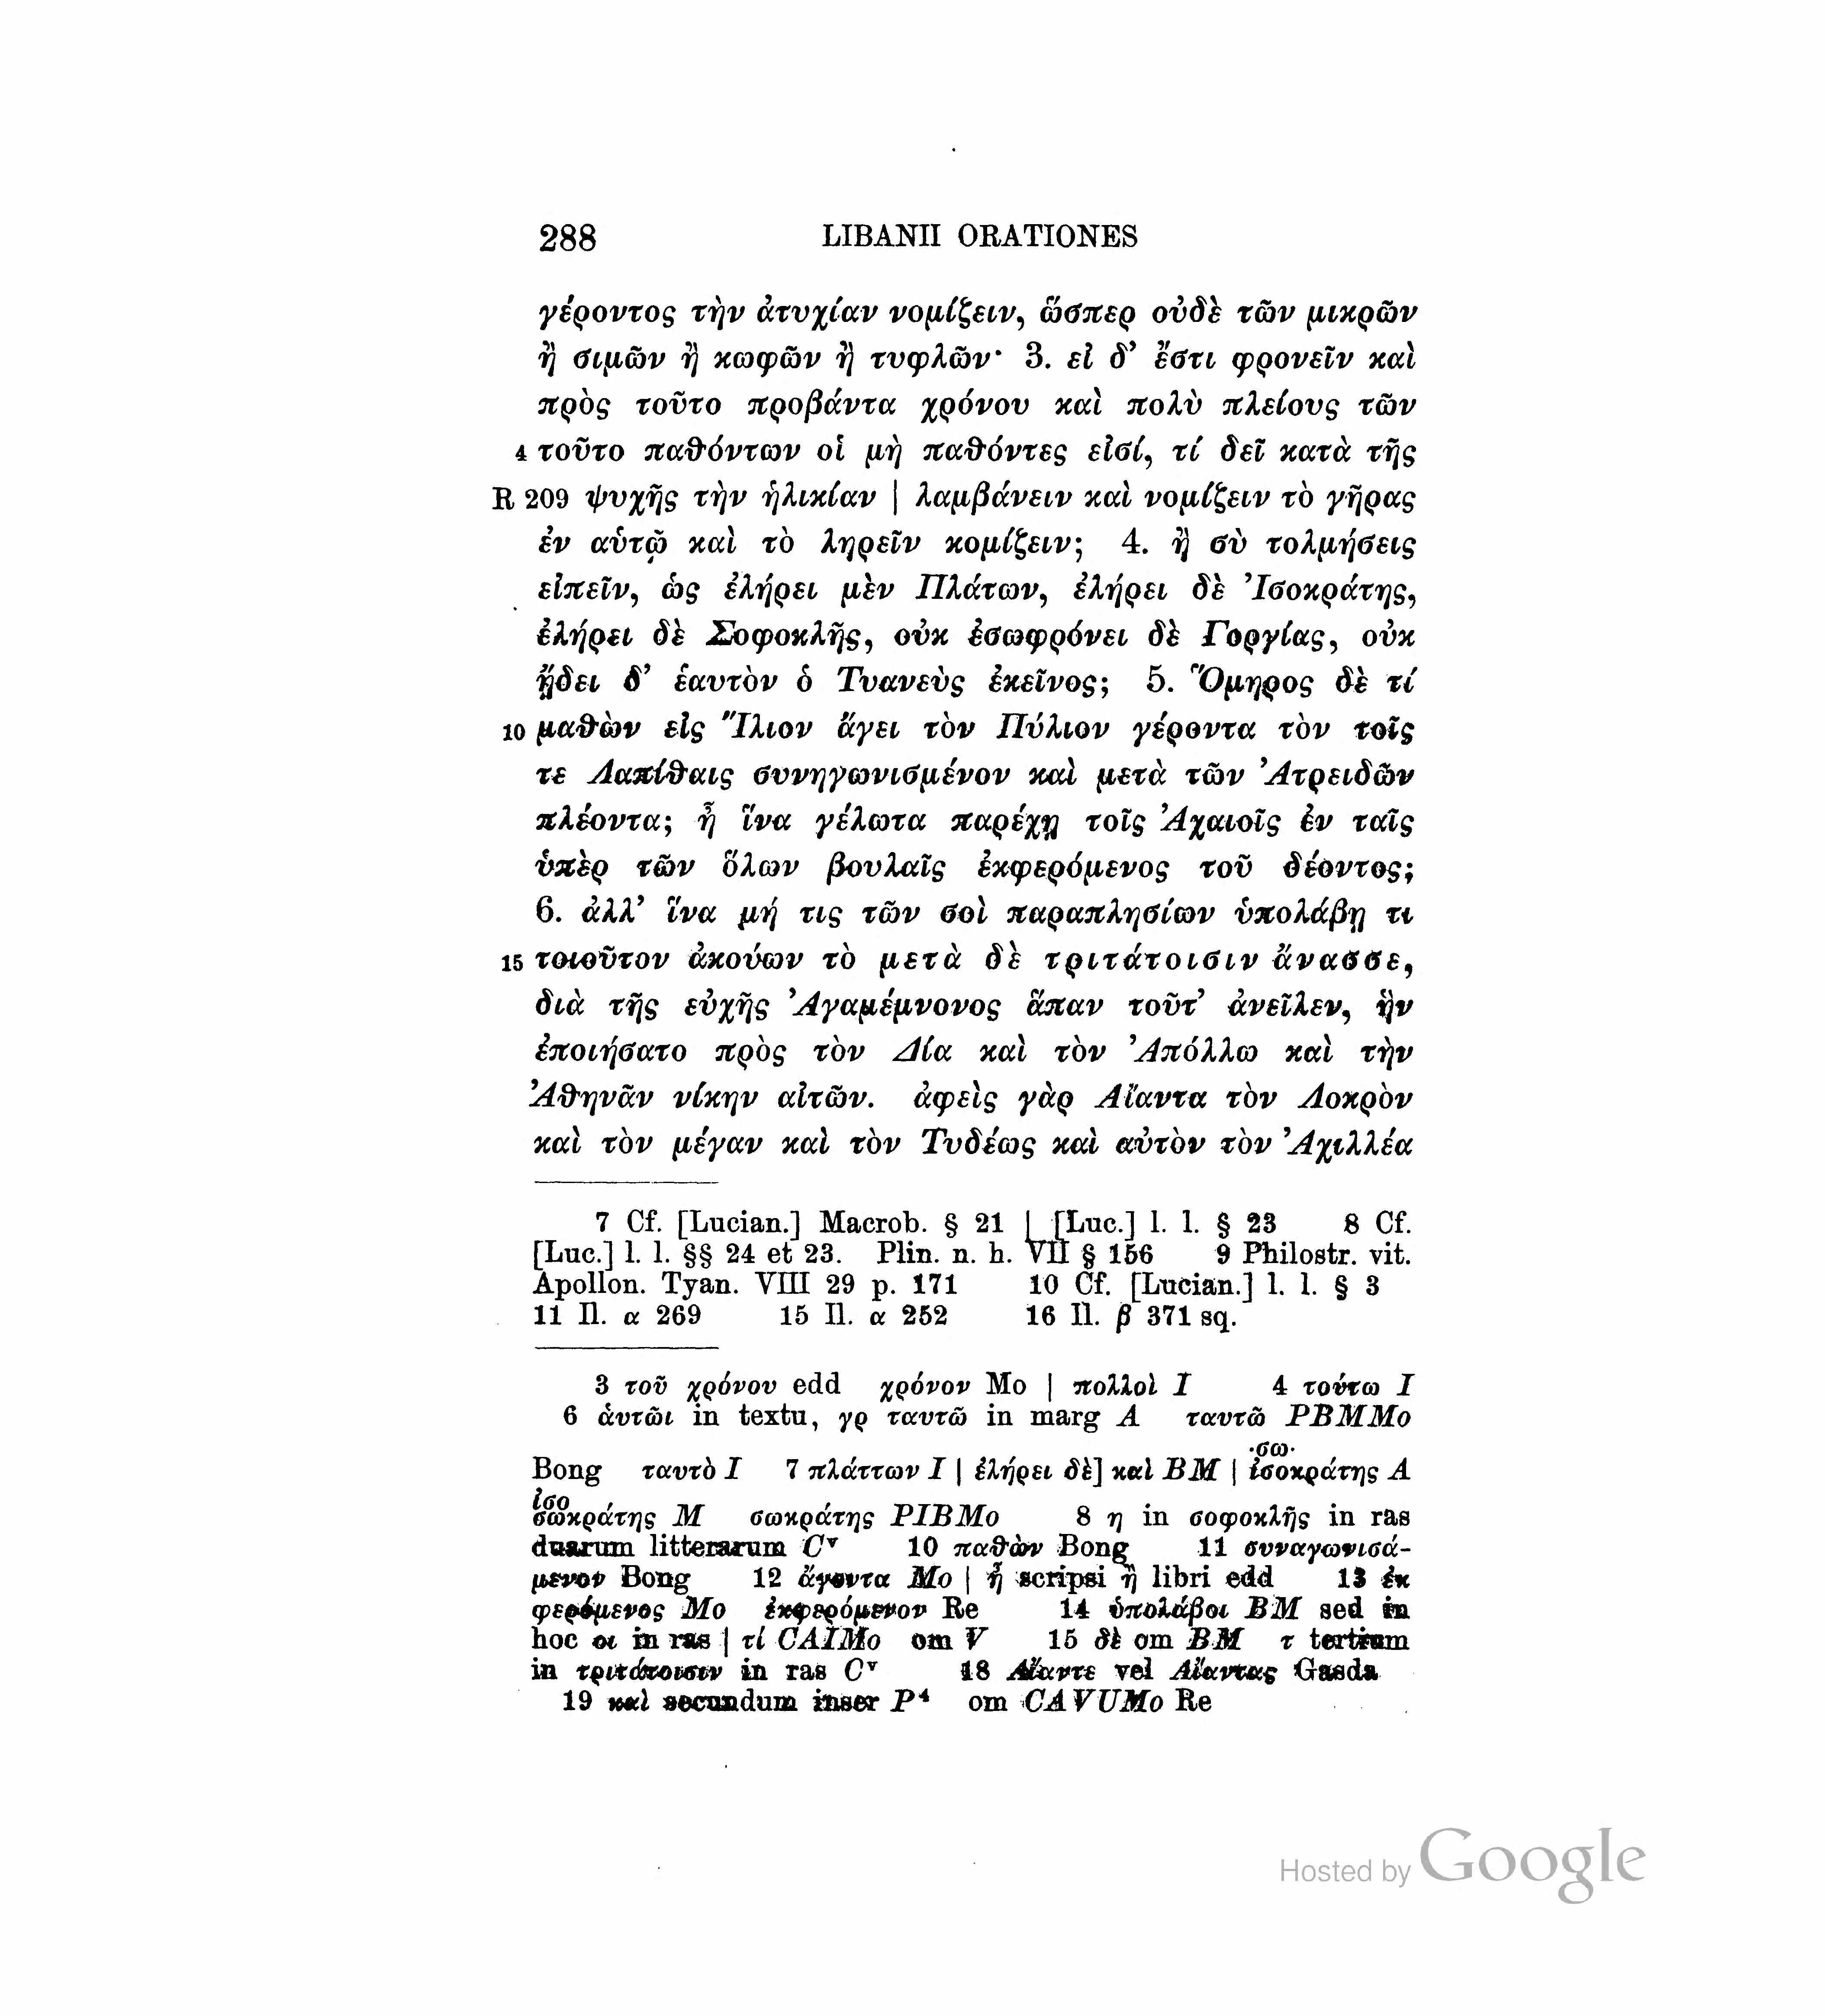 288 LIBANII ORATIONES
γέροντος τὴν ἀτυχίαν νομίζειν, ὥσπερ οὐδὲ τῶν μικρῶν
ἢ σιμῶν ἢ κωφῶν ἢ τυφλῶν· 3. εἰ δ’ ἔστι φρονεῖν καὶ
πρὸς τοῦτο προβάντα χρόνου καὶ πολὺ πλείους τῶν
4 τοῦτο παθόντων οἱ μὴ παθόντες εἰσί, τί δεῖ κατὰ τῆς
R 209 ψυχῆς τὴν ἡλικίαν | λαμβάνειν καὶ νομίζειν τὸ γῆρας
ἐν αὑτῷ καὶ τὸ ληρεῖν κομίζειν; 4. ἢ σὺ τολμήσεις
εἰπεῖν, ὡς ἐλήρει μὲν Πλάτων, ἐλήρει δὲ Ἰσοκράτης,
ἐλήρει δὲ Σοφοκλῆς, οὐκ ἐσωφρόνει δὲ Γοργίας, οὐκ
ᾔδει δ’ ἑαυτὸν ὁ Τυανεὺς ἐκεῖνος; 5. Ὅμηρος δὲ τί
10 μαθὼν εἰς Ἴλιον ἄγει τὸν Πύλιον γέροντα τὸν τοῖς
τε Λαπίθαις συνηγωνισμένον καὶ μετὰ τῶν Ἀτρειδῶν
πλέοντα; ἦ ἵνα γέλωτα παρέχῃ τοῖς Ἀχαιοῖς ἐν ταῖς
ὑπὲρ τῶν ὅλων βουλαῖς ἐκφερόμενος τοῦ δέοντος;
6. ἀλλ’ ἵνα μή τις τῶν σοὶ παραπλησίων ὑπολάβῃ τι
15 τοιοῦτον ἀκούων τὸ μετὰ δὲ τριτάτοισιν ἄνασσε,
διὰ τῆς εὐχῆς Ἀγαμέμνονος ἅπαν τοῦτ’ ἀνεῖλεν, ἣν
ἐποιήσατο πρὸς τὸν Δία καὶ τὸν Ἀπόλλω καὶ τὴν
Ἀθηνᾶν νίκην αἰτῶν. ἀφεὶς γὰρ Αἴαντα τὸν Λοκρὸν
καὶ τὸν μέγαν καὶ τὸν Τυδέως καὶ αὐτὸν τὸν Ἀχιλλέα
7 Cf. [Lucian.] Macrob. § 21 | [Luc.] l. l. § 23 8 Cf.
[Luc.] l. l. §§ 24 et 23. Plin. n. h. VII § 156 9 Philostr. vit.
Apollon. Tyan. VIII 29 p. 171 10 Cf. [Lucian.] l. l. § 3
11 Il. α 269 15 Il. α 252 16 Il. β 371 sq.
3 τοῦ χρόνου edd χρόνον Mo | πολλοὶ I 4 τούτω I
6 ἁυτῶι in textu, γρ ταυτῶ in marg A ταυτῶ PBMMo
Bong ταυτὸ I 7 πλάττων I | ἐλήρει δὲ] καὶ BM | ἰσοκράτης A
·σω·
ἰσο
σωκράτης M σωκράτης PIBMo 8 η in σοφοκλῆς in ras
duarum litterarum Cᵛ 10 παθὼν Bong 11 συναγωνισά-
μενον Bong 12 ἄγοντα Mo | ἦ scripsi ἢ libri edd 13 ἐκ
φερόμενος Mo ἐκφερόμενον Re 14 ὑπολάβοι BM sed in
hoc οι in ras | τί CAIMo om V 15 δὲ om BM τ tertium
in τριτάτοισιν in ras Cᵛ 18 Αἴαντε vel Αἴαντας Gasda
19 καὶ secundum inser P⁴ om CAVUMo Re
Hosted by Google